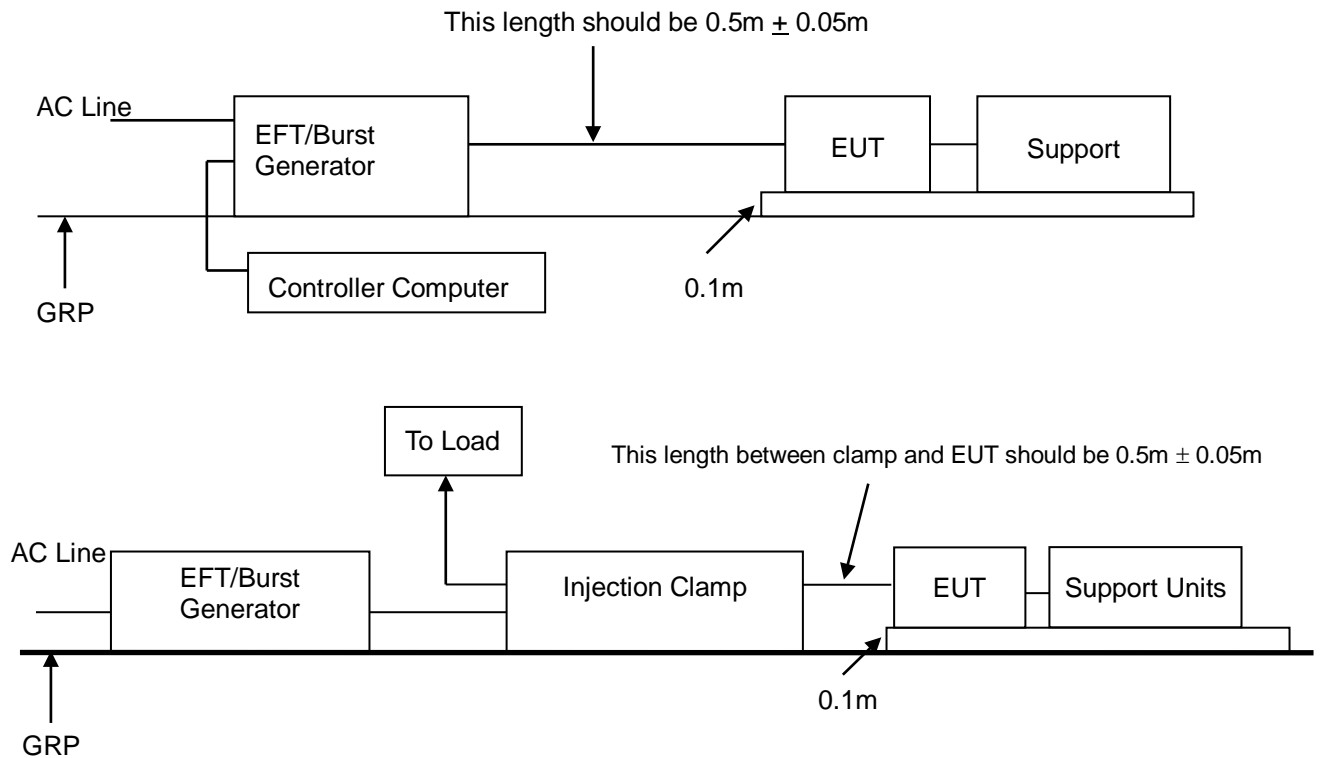 This length should be 0.5m ± 0.05m
AC Line
EFT/Burst
Generator
EUT
Support
Controller Computer
0.1m
GRP
To Load
This length between clamp and EUT should be 0.5m ± 0.05m
AC Line
EFT/Burst
Generator
Injection Clamp
EUT
Support Units
0.1m
GRP